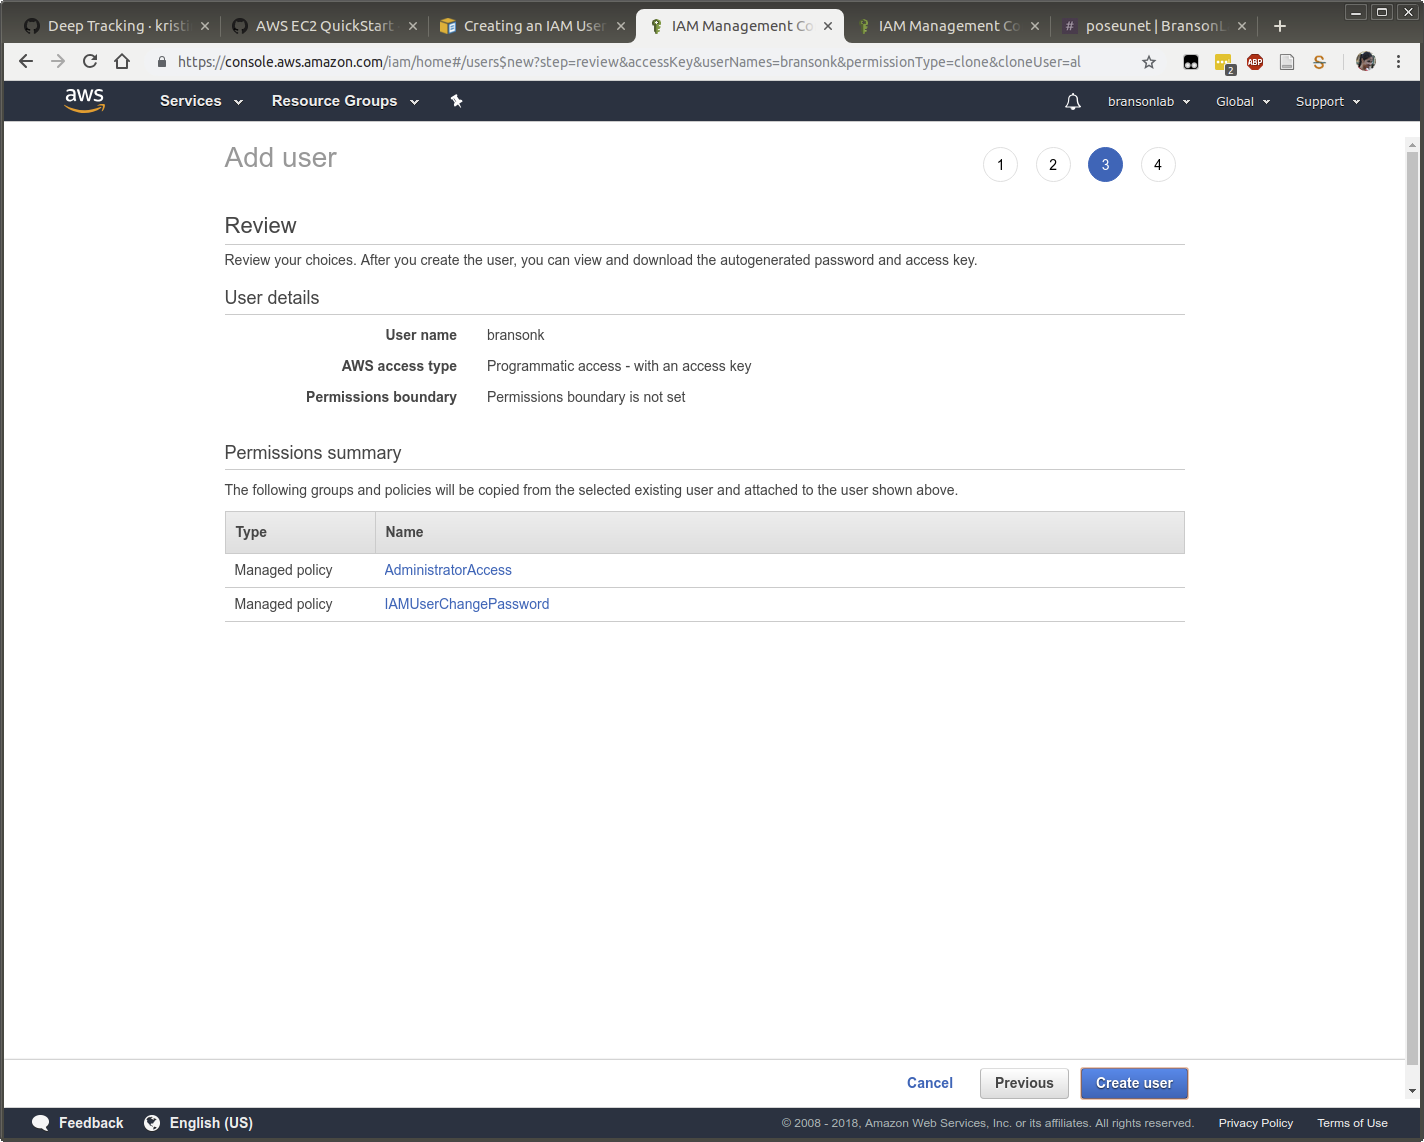 Deep Tracking · kristi
AWS EC2 QuickStart ·
Creating an IAM User
IAM Management Co
IAM Management Co
# poseunet | BransonL
https://console.aws.amazon.com/iam/home#/users$new?step=review&accessKey&userNames=bransonk&permissionType=clone&cloneUser=al
2
ABP
S
aws
Services
Resource Groups
bransonlab
Global
Support
Add user
1 2 3 4
Review
Review your choices. After you create the user, you can view and download the autogenerated password and access key.
User details
User name bransonk
AWS access type Programmatic access - with an access key
Permissions boundary Permissions boundary is not set
Permissions summary
The following groups and policies will be copied from the selected existing user and attached to the user shown above.
Type Name
Managed policy AdministratorAccess
Managed policy IAMUserChangePassword
Cancel Previous Create user
Feedback English (US) © 2008 - 2018, Amazon Web Services, Inc. or its affiliates. All rights reserved. Privacy Policy Terms of Use